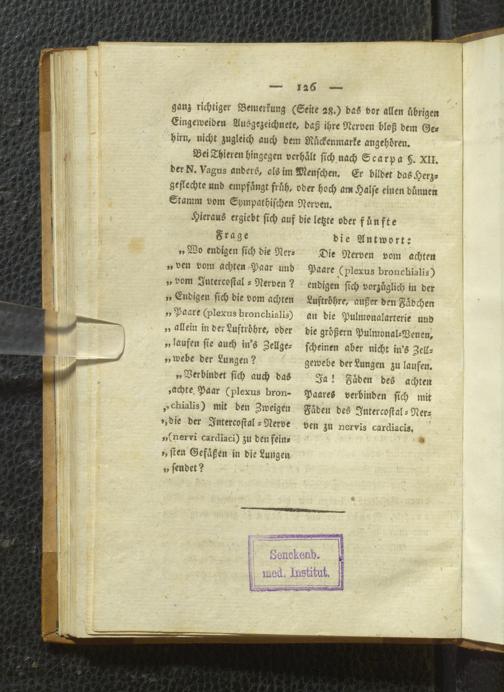 — 126 —
ganz richtiger Bemerkung (Seite 28.) das vor allen übrigen
Eingeweiden Ausgezeichnete, daß ihre Nerven bloß dem Ge=
hirn, nicht zugleich auch dem Rückenmarke angehören.
Bei Thieren hingegen verhält sich nach Scarpa §. XII.
der N. Vagus anders, als im Menschen. Er bildet das Herz=
geflechte und empfängt früh, oder hoch am Halse einen dünnen
Stamm vom Sympathischen Nerven.
Hieraus ergiebt sich auf die letzte oder fünfte
Frage
„Wo endigen sich die Ner=
„ven vom achten Paar und
„vom Intercostal=Nerven?
„Endigen sich die vom achten
„Paare (plexus bronchialis)
„allein in der Luftröhre, oder
„laufen sie auch in's Zellge=
„webe der Lungen?
„Verbindet sich auch das
„achte Paar (plexus bron-
„chialis) mit den Zweigen
„die der Intercostal=Nerve
„(nervi cardiaci) zu den fein=
„sten Gefäßen in die Lungen
„sendet?
die Antwort:
Die Nerven vom achten
Paare (plexus bronchialis)
endigen sich vorzüglich in der
Luftröhre, außer den Fädchen
an die Pulmonalarterie und
die größern Pulmonal=Venen,
scheinen aber nicht in's Zell=
gewebe der Lungen zu laufen.
Ja! Fäden des achten
Paares verbinden sich mit
Fäden des Intercostal=Ner=
ven zu nervis cardiacis.
Senckenb.
med. Institut.